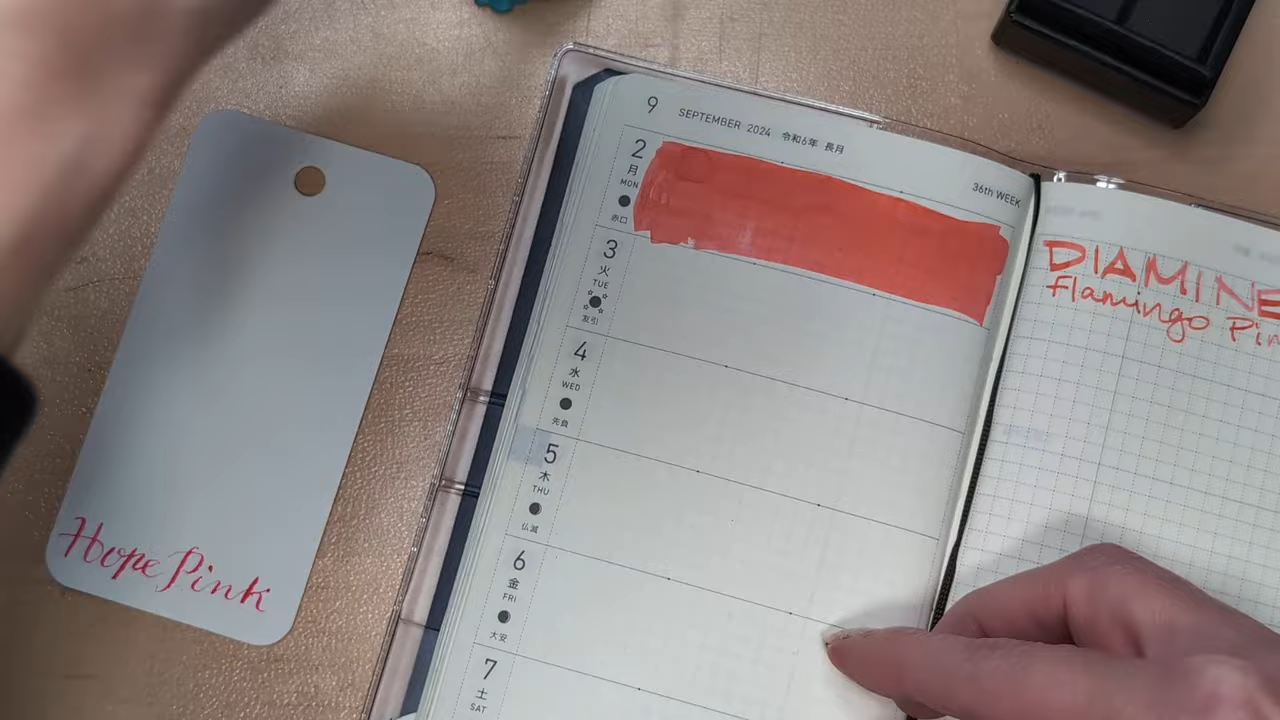 9 SEPTEMBER 2024 令和6年 長月
36th WEEK
2
月
MON
赤口
3
火
TUE
友引
4
水
WED
先負
5
木
THU
仏滅
6
金
FRI
大安
7
土
SAT
DIAMINE
flamingo Pin
Hope Pink